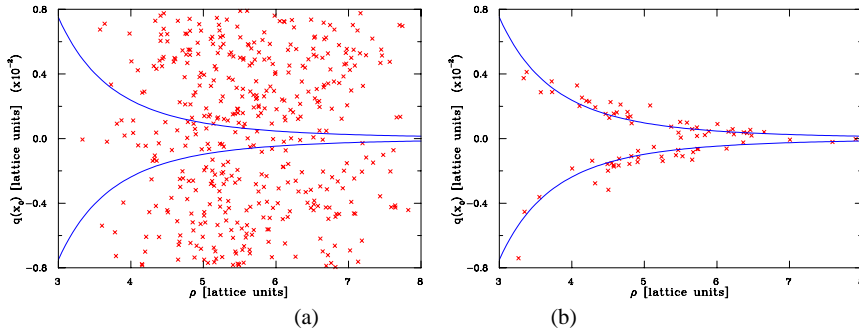 0.8
0.4
0.0
−0.4
−0.8
q(x₀) [lattice units] (x10⁻²)
3 4 5 6 7 8
ρ [lattice units]
(a)
0.8
0.4
0.0
−0.4
−0.8
q(x₀) [lattice units] (x10⁻²)
3 4 5 6 7 8
ρ [lattice units]
(b)